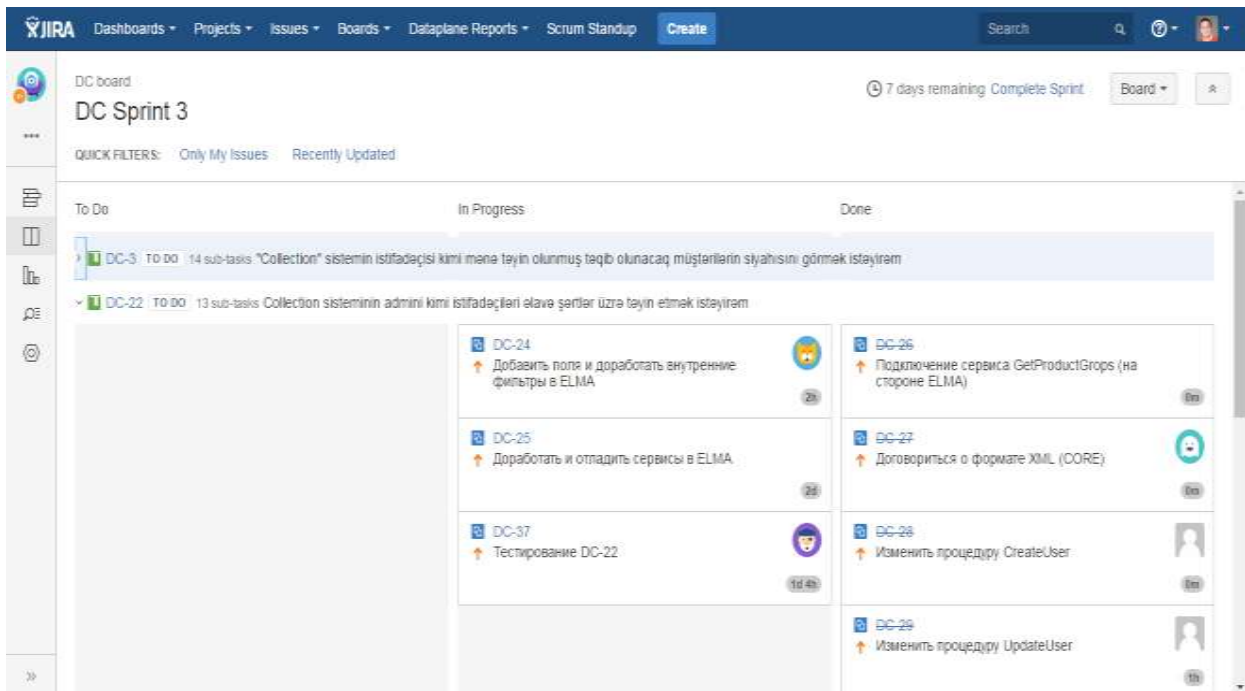 JIRA Dashboards Projects Issues Boards Dataplane Reports Scrum Standup Create Search
DC board
DC Sprint 3
7 days remaining Complete Sprint Board
QUICK FILTERS: Only My Issues Recently Updated
To Do In Progress Done
DC-3 TO DO 14 sub-tasks "Collection" sistemin istifadəçisi kimi mənə təyin olunmuş təqib olunacaq müştərilərin siyahısını görmək istəyirəm
DC-22 TO DO 13 sub-tasks Collection sisteminin admini kimi istifadəçiləri əlavə şərtlər üzrə təyin etmək istəyirəm
DC-24
Добавить поля и доработать внутренние
фильтры в ELMA
2h
DC-25
Доработать и отладить сервисы в ELMA
2d
DC-37
Тестирование DC-22
1d 4h
DC-26
Подключение сервиса GetProductGrops (на
стороне ELMA)
0m
DC-27
Договориться о формате XML (CORE)
0m
DC-28
Изменить процедуру CreateUser
0m
DC-29
Изменить процедуру UpdateUser
1h